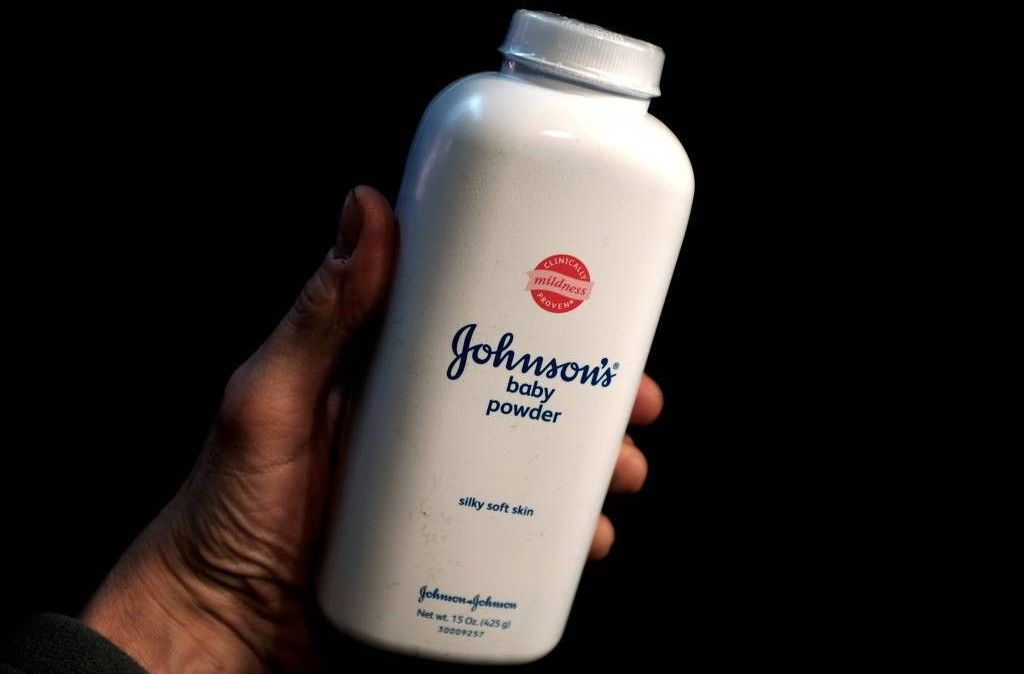 CLINICALLY
mildness
PROVEN®
Johnson's®
baby
powder
silky soft skin
Johnson&Johnson
Net wt. 15 Oz. (425 g)
30009257